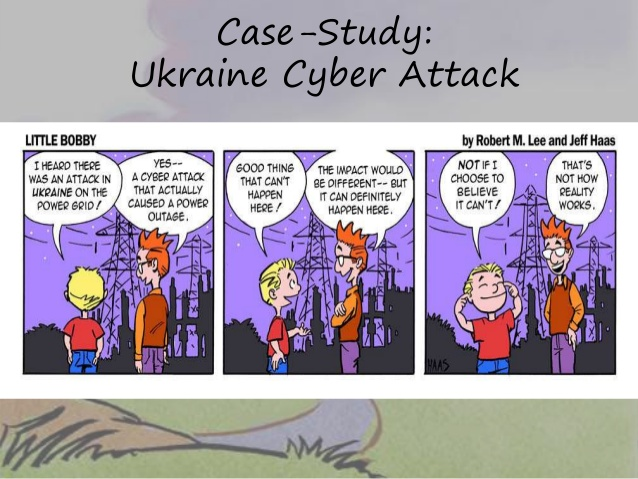 Case-Study:
Ukraine Cyber Attack
LITTLE BOBBY
by Robert M. Lee and Jeff Haas
I HEARD THERE
WAS AN ATTACK IN
UKRAINE ON THE
POWER GRID!
YES--
A CYBER ATTACK
THAT ACTUALLY
CAUSED A POWER
OUTAGE.
GOOD THING
THAT CAN'T
HAPPEN
HERE!
THE IMPACT WOULD
BE DIFFERENT-- BUT
IT CAN DEFINITELY
HAPPEN HERE.
NOT IF I
CHOOSE TO
BELIEVE
IT CAN'T!
THAT'S
NOT HOW
REALITY
WORKS.
HAAS